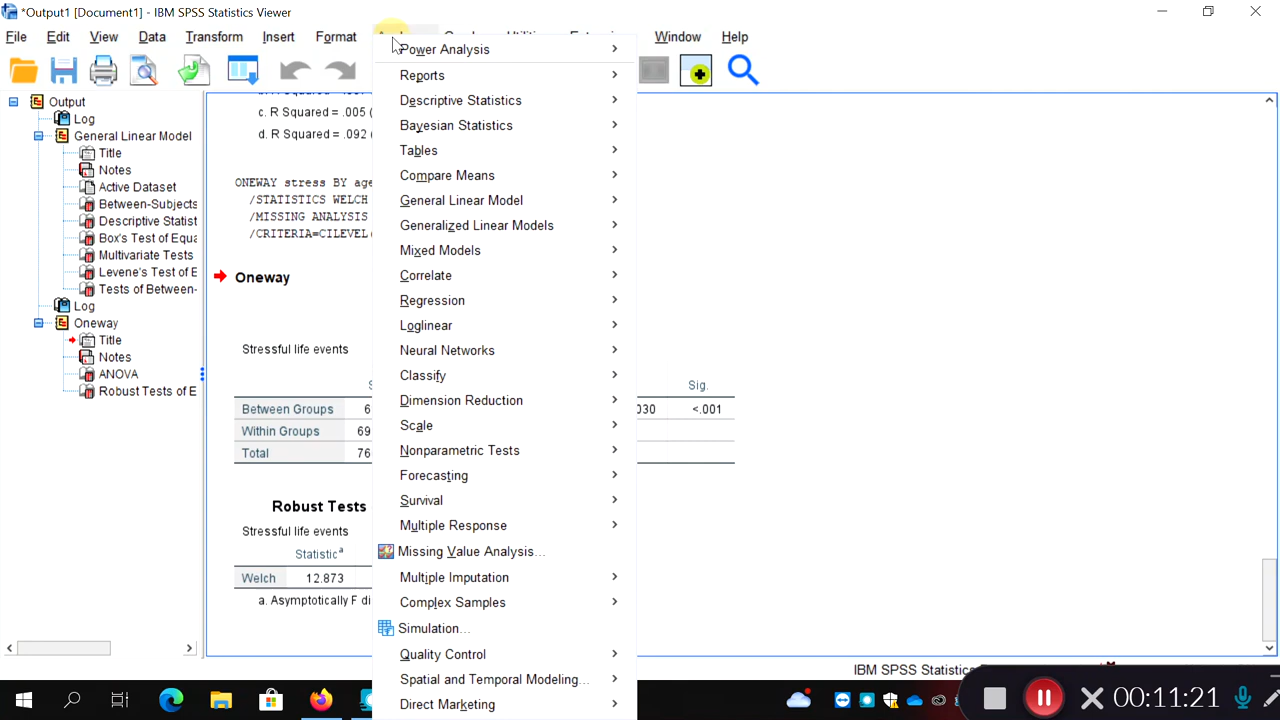 *Output1 [Document1] - IBM SPSS Statistics Viewer
File Edit View Data Transform Insert Format Window Help
Power Analysis
Reports
Descriptive Statistics
Bayesian Statistics
Tables
Compare Means
General Linear Model
Generalized Linear Models
Mixed Models
Correlate
Regression
Loglinear
Neural Networks
Classify
Dimension Reduction
Scale
Nonparametric Tests
Forecasting
Survival
Multiple Response
Missing Value Analysis...
Multiple Imputation
Complex Samples
Simulation...
Quality Control
Spatial and Temporal Modeling...
Direct Marketing
Output
Log
General Linear Model
Title
Notes
Active Dataset
Between-Subjects
Descriptive Statist
Box's Test of Equa
Multivariate Tests
Levene's Test of E
Tests of Between-
Log
Oneway
Title
Notes
ANOVA
Robust Tests of E
c. R Squared = .005 (
d. R Squared = .092 (
ONEWAY stress BY age
/STATISTICS WELCH
/MISSING ANALYSIS
/CRITERIA=CILEVEL(
Oneway
Stressful life events
Sig.
Between Groups 6 030 <.001
Within Groups 69
Total 76
Robust Tests
Stressful life events
Statistic a
Welch 12.873
a. Asymptotically F di
IBM SPSS Statistics
00:11:21